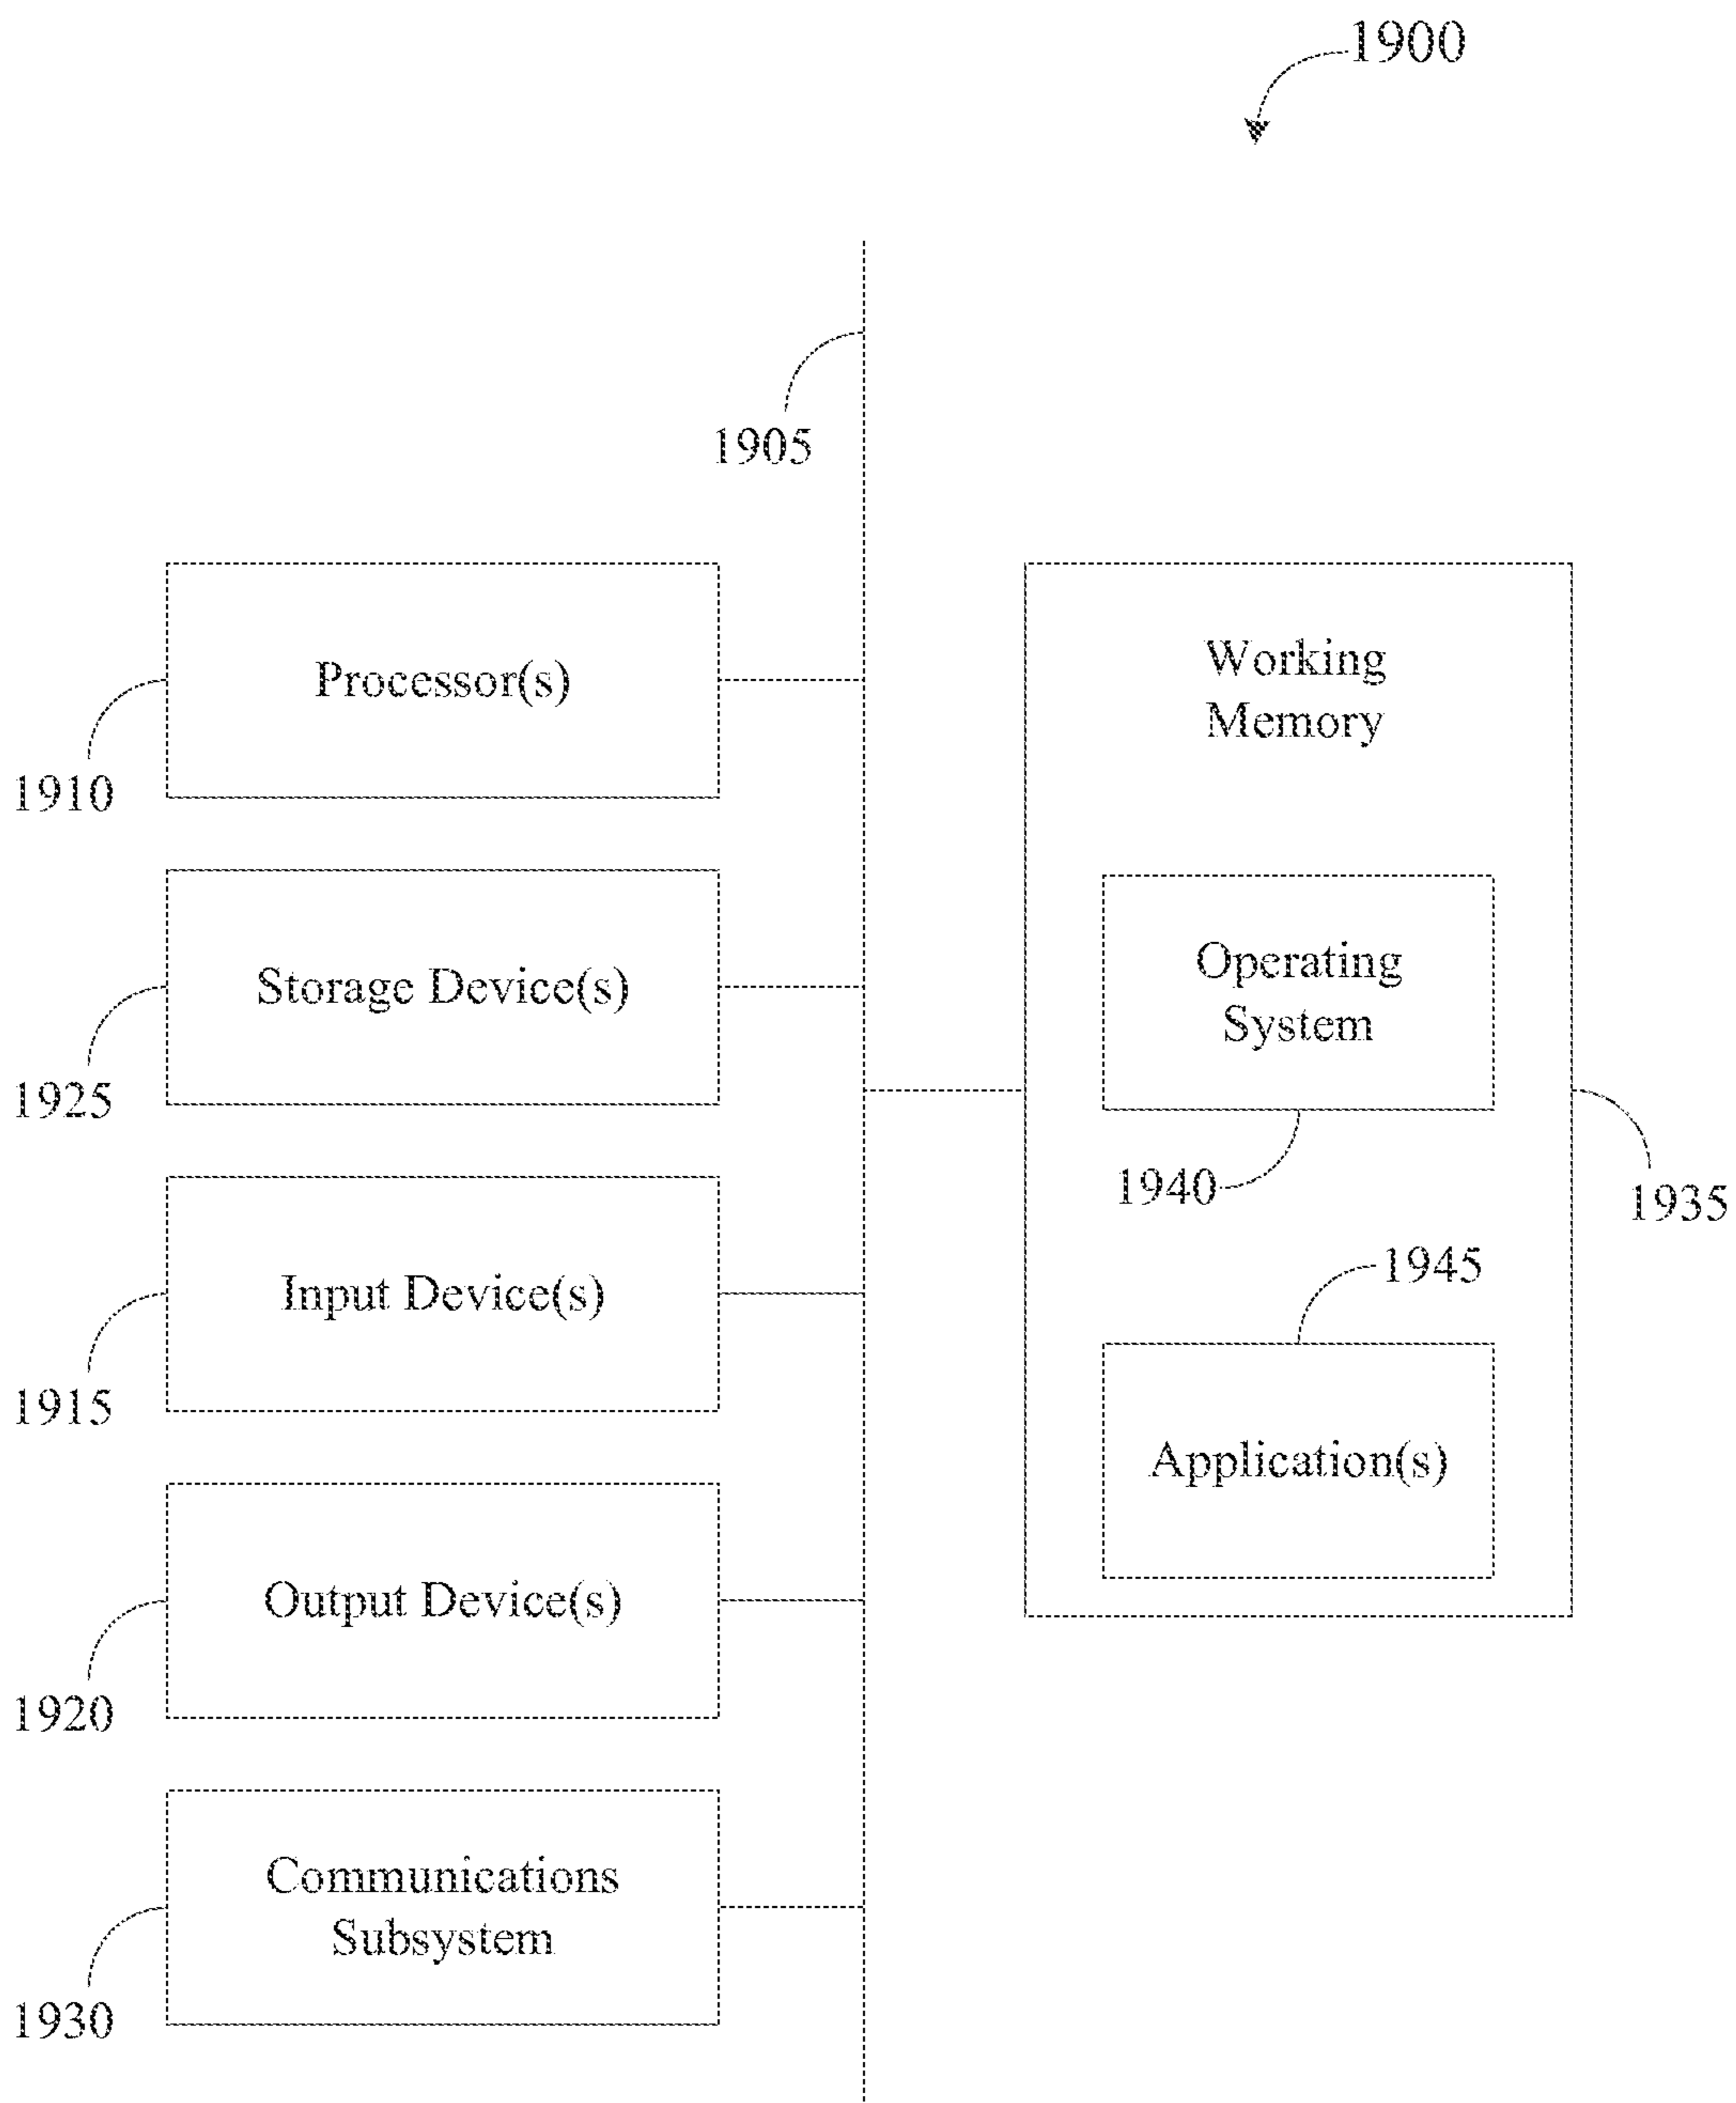 1900
1905
Processor(s)
1910
Storage Device(s)
1925
Input Device(s)
1915
Output Device(s)
1920
Communications
Subsystem
1930
Working
Memory
Operating
System
1940
1935
1945
Application(s)